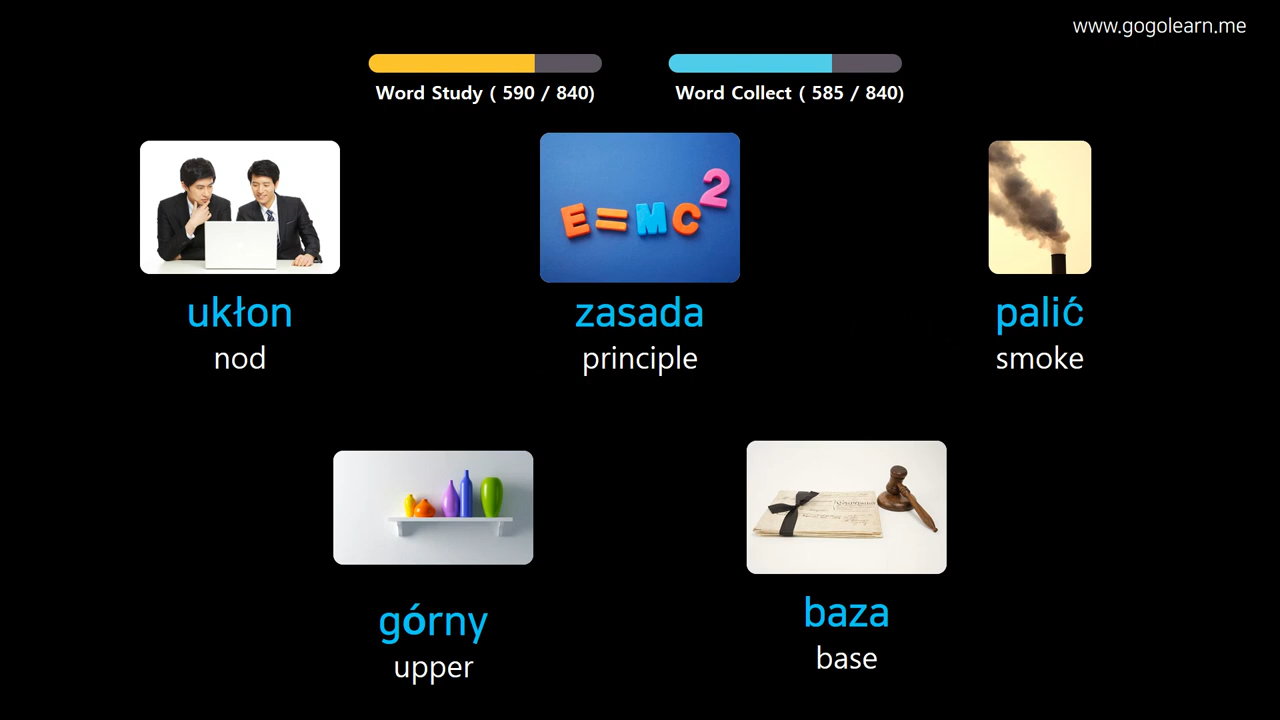 www.gogolearn.me
Word Study ( 590 / 840)
Word Collect ( 585 / 840)
E=MC2
ukłon
nod
zasada
principle
palić
smoke
górny
upper
baza
base